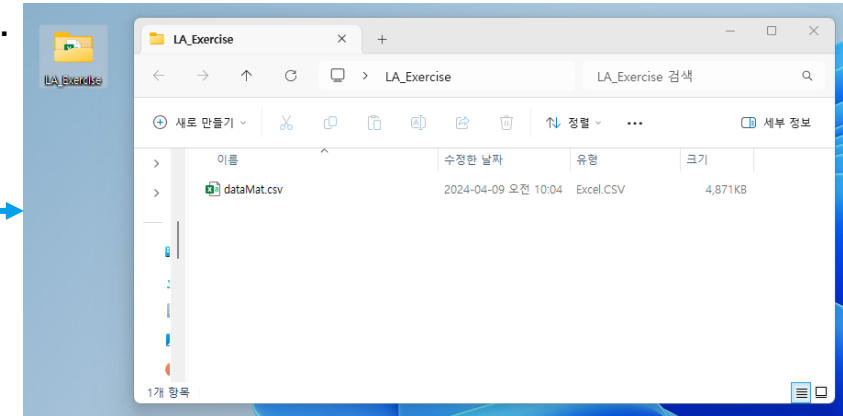 .
LA_Exercise
LA_Exercise
LA_Exercise
LA_Exercise 검색
새로 만들기
정렬
세부 정보
이름
수정한 날짜
유형
크기
dataMat.csv
2024-04-09 오전 10:04
Excel.CSV
4,871KB
1개 항목